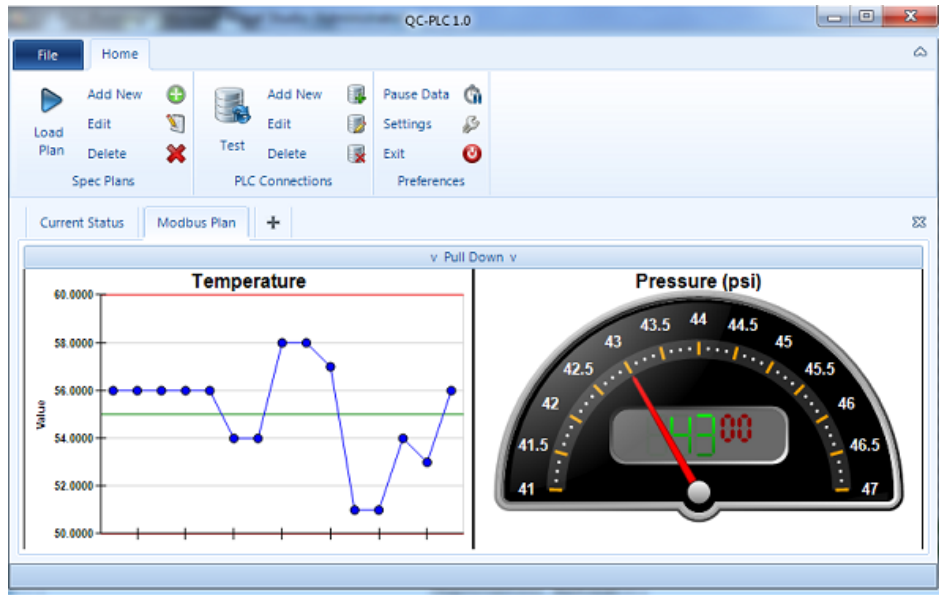 QC-PLC 1.0
File Home
Load Plan
Add New
Edit
Delete
Spec Plans
Test
Add New
Edit
Delete
PLC Connections
Pause Data
Settings
Exit
Preferences
Current Status Modbus Plan +
v Pull Down v
Temperature
60.0000
58.0000
56.0000
54.0000
52.0000
50.0000
Value
Pressure (psi)
41
41.5
42
42.5
43
43.5
44
44.5
45
45.5
46
46.5
47
43 00